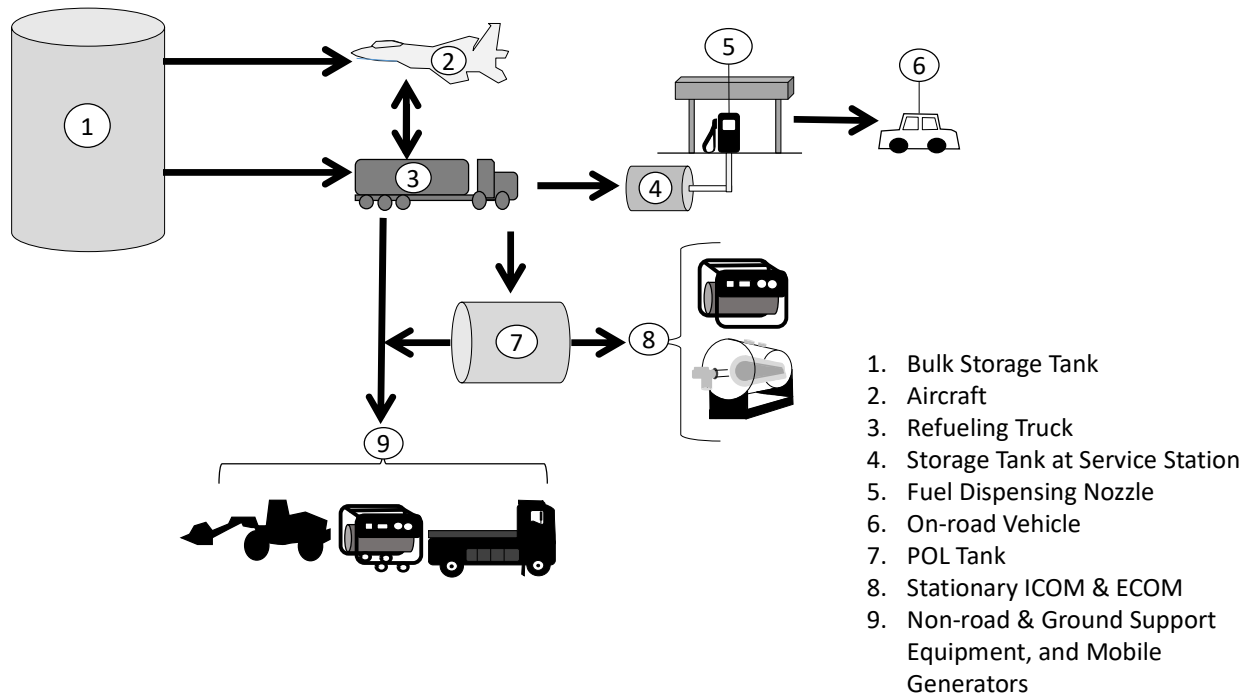 1
2
3
4
5
6
7
8
9
1. Bulk Storage Tank
2. Aircraft
3. Refueling Truck
4. Storage Tank at Service Station
5. Fuel Dispensing Nozzle
6. On-road Vehicle
7. POL Tank
8. Stationary ICOM & ECOM
9. Non-road & Ground Support
Equipment, and Mobile
Generators